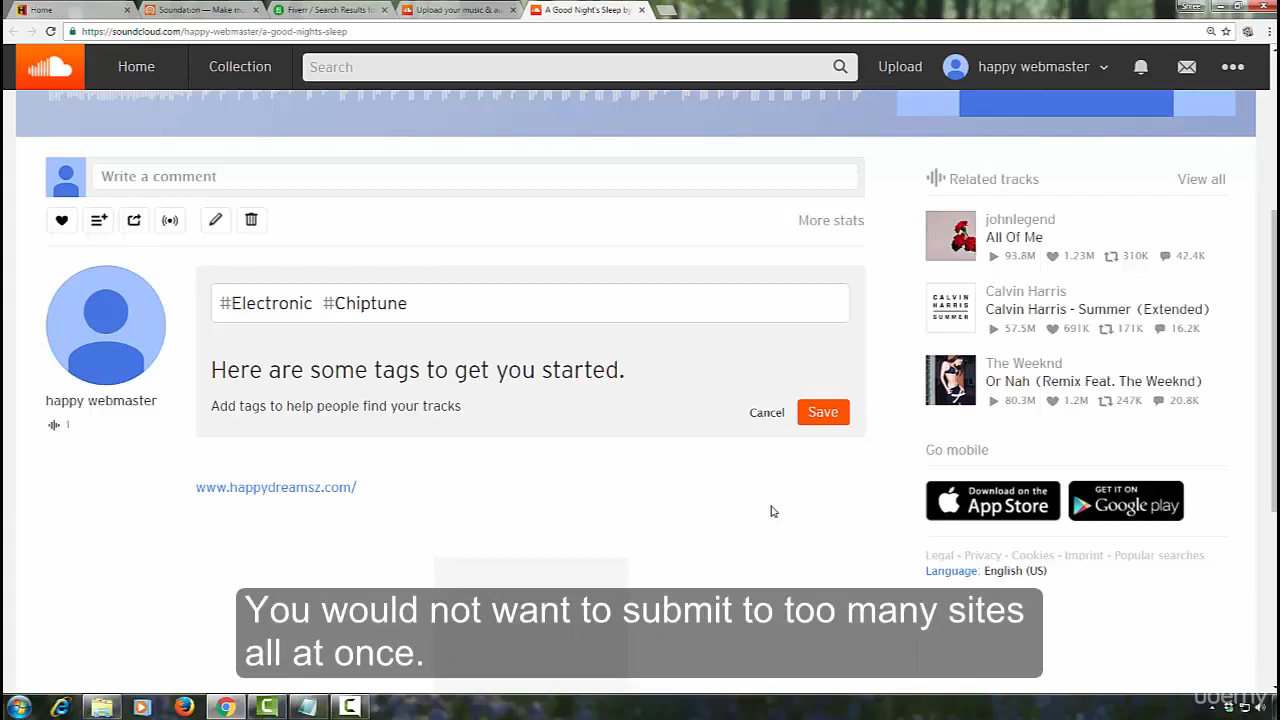 Home
Soundation — Make mu
Fiverr / Search Results fo
Upload your music & au
A Good Night's Sleep by
Sree
https://soundcloud.com/happy-webmaster/a-good-nights-sleep
Home
Collection
Search
Upload
happy webmaster
Write a comment
More stats
#Electronic #Chiptune
Here are some tags to get you started.
Add tags to help people find your tracks
Cancel
Save
happy webmaster
1
www.happydreamsz.com/
Related tracks
View all
johnlegend
All Of Me
93.8M 1.23M 310K 42.4K
CALVIN
HARRIS
SUMMER
Calvin Harris
Calvin Harris - Summer (Extended)
57.5M 691K 171K 16.2K
The Weeknd
Or Nah (Remix Feat. The Weeknd)
80.3M 1.2M 247K 20.8K
Go mobile
Download on the
App Store
GET IT ON
Google play
Legal - Privacy - Cookies - Imprint - Popular searches
Language: English (US)
You would not want to submit to too many sites
all at once.
udemy